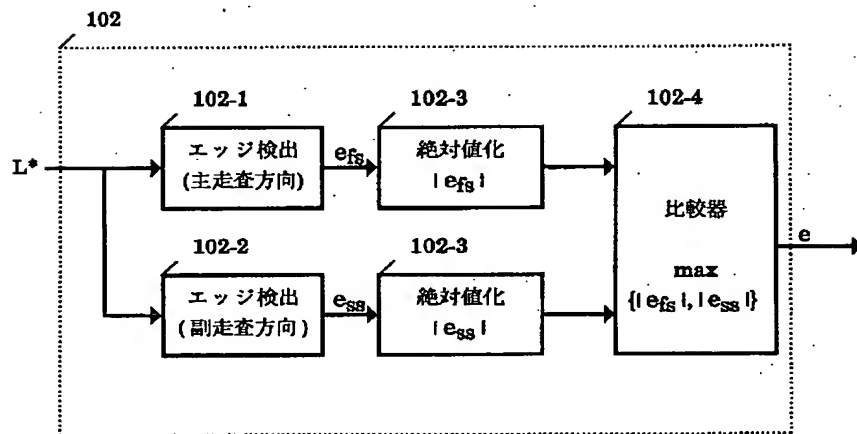 102
102-1
102-3
102-4
L*
エッジ検出
(主走査方向)
efs
絶対値化
| efs |
比較器
max
{| efs |, | ess |}
e
102-2
102-3
エッジ検出
(副走査方向)
ess
絶対値化
| ess |